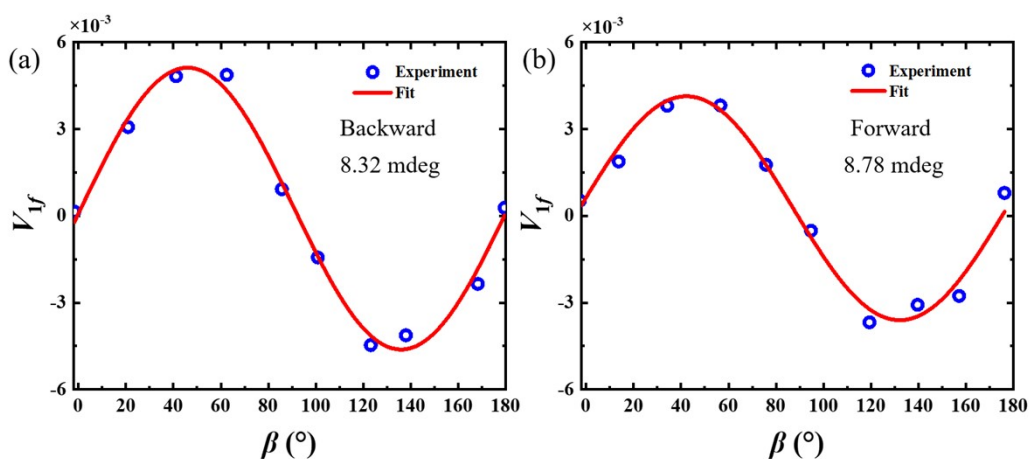 (a)
×10⁻³
6
3
0
-3
-6
V1f
Experiment
Fit
Backward
8.32 mdeg
0 20 40 60 80 100 120 140 160 180
β (°)
(b)
×10⁻³
6
3
0
-3
-6
V1f
Experiment
Fit
Forward
8.78 mdeg
0 20 40 60 80 100 120 140 160 180
β (°)